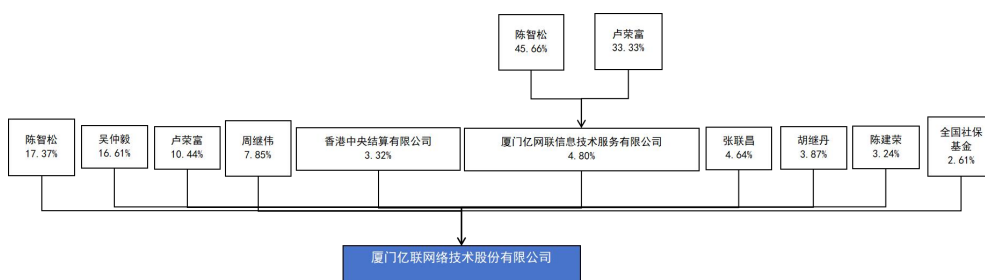 陈智松
45.66%
卢荣富
33.33%
陈智松
17.37%
吴仲毅
16.61%
卢荣富
10.44%
周继伟
7.85%
香港中央结算有限公司
3.32%
厦门亿网联信息技术服务有限公司
4.80%
张联昌
4.64%
胡继丹
3.87%
陈建荣
3.24%
全国社保
基金
2.61%
厦门亿联网络技术股份有限公司